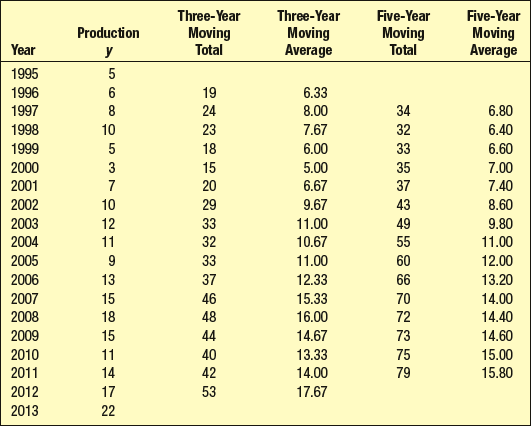 Three-Year Three-Year Five-Year Five-Year
Production Moving Moving Moving Moving
Year y Total Average Total Average
1995 5
1996 6 19 6.33
1997 8 24 8.00 34 6.80
1998 10 23 7.67 32 6.40
1999 5 18 6.00 33 6.60
2000 3 15 5.00 35 7.00
2001 7 20 6.67 37 7.40
2002 10 29 9.67 43 8.60
2003 12 33 11.00 49 9.80
2004 11 32 10.67 55 11.00
2005 9 33 11.00 60 12.00
2006 13 37 12.33 66 13.20
2007 15 46 15.33 70 14.00
2008 18 48 16.00 72 14.40
2009 15 44 14.67 73 14.60
2010 11 40 13.33 75 15.00
2011 14 42 14.00 79 15.80
2012 17 53 17.67
2013 22